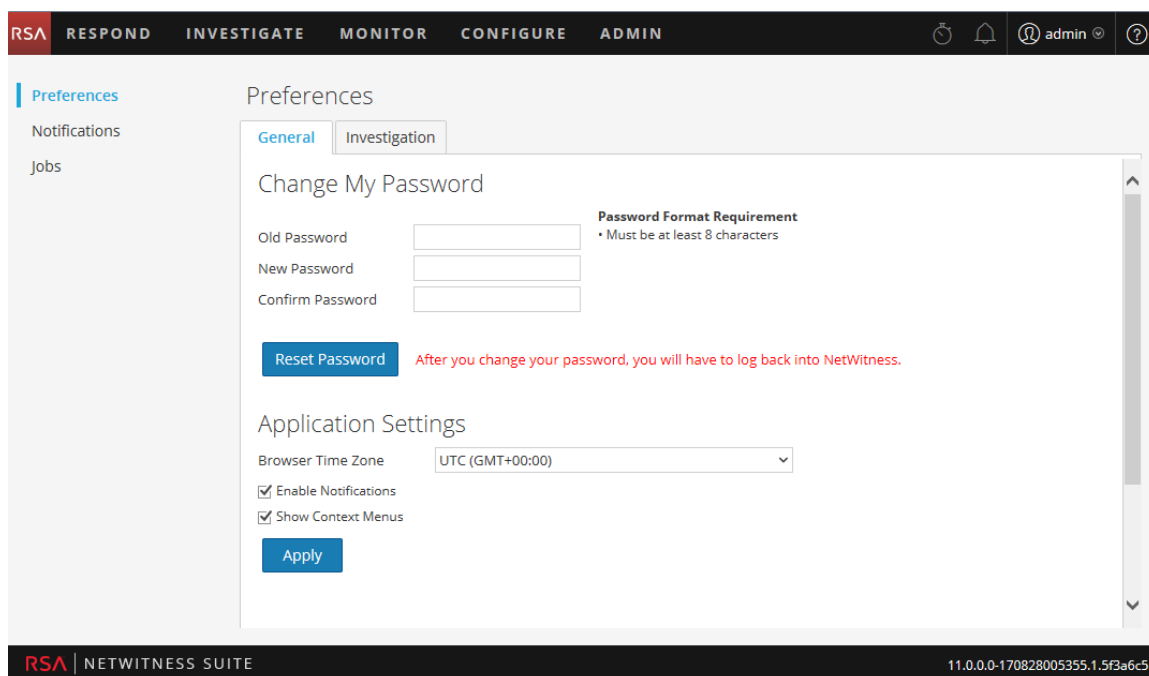 RSA RESPOND INVESTIGATE MONITOR CONFIGURE ADMIN admin ?
Preferences
Notifications
Jobs
Preferences
General Investigation
Change My Password
Password Format Requirement
• Must be at least 8 characters
Old Password
New Password
Confirm Password
Reset Password After you change your password, you will have to log back into NetWitness.
Application Settings
Browser Time Zone UTC (GMT+00:00)
Enable Notifications
Show Context Menus
Apply
RSA NETWITNESS SUITE 11.0.0.0-170828005355.1.5f3a6c5